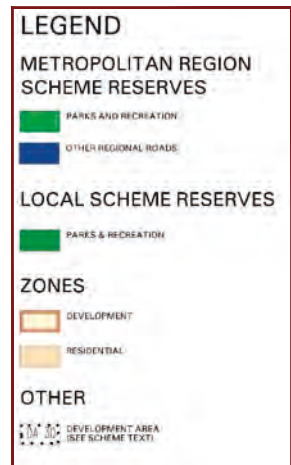 LEGEND
METROPOLITAN REGION
SCHEME RESERVES
PARKS AND RECREATION
OTHER REGIONAL ROADS
LOCAL SCHEME RESERVES
PARKS & RECREATION
ZONES
DEVELOPMENT
RESIDENTIAL
OTHER
DA 30 DEVELOPMENT AREA
(SEE SCHEME TEXT)